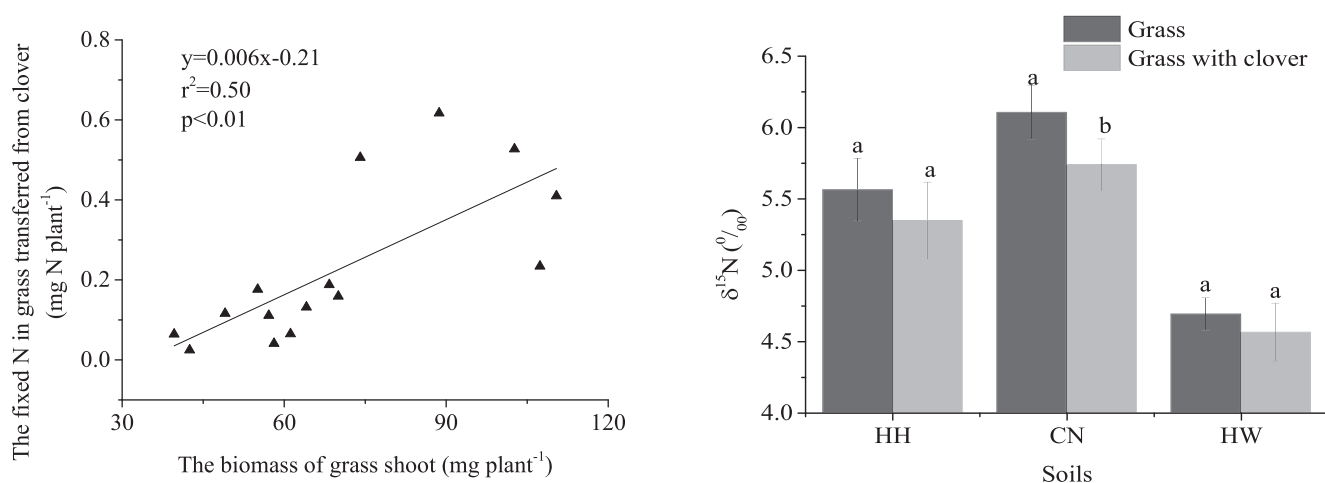 The fixed N in grass transferred from clover
(mg N plant⁻¹)
0.8
0.6
0.4
0.2
0.0
y=0.006x-0.21
r²=0.50
p<0.01
30
60
90
120
The biomass of grass shoot (mg plant⁻¹)
Grass
Grass with clover
δ¹⁵N (⁰/₀₀)
6.5
6.0
5.5
5.0
4.5
4.0
a
a
a
b
a
a
HH
CN
HW
Soils